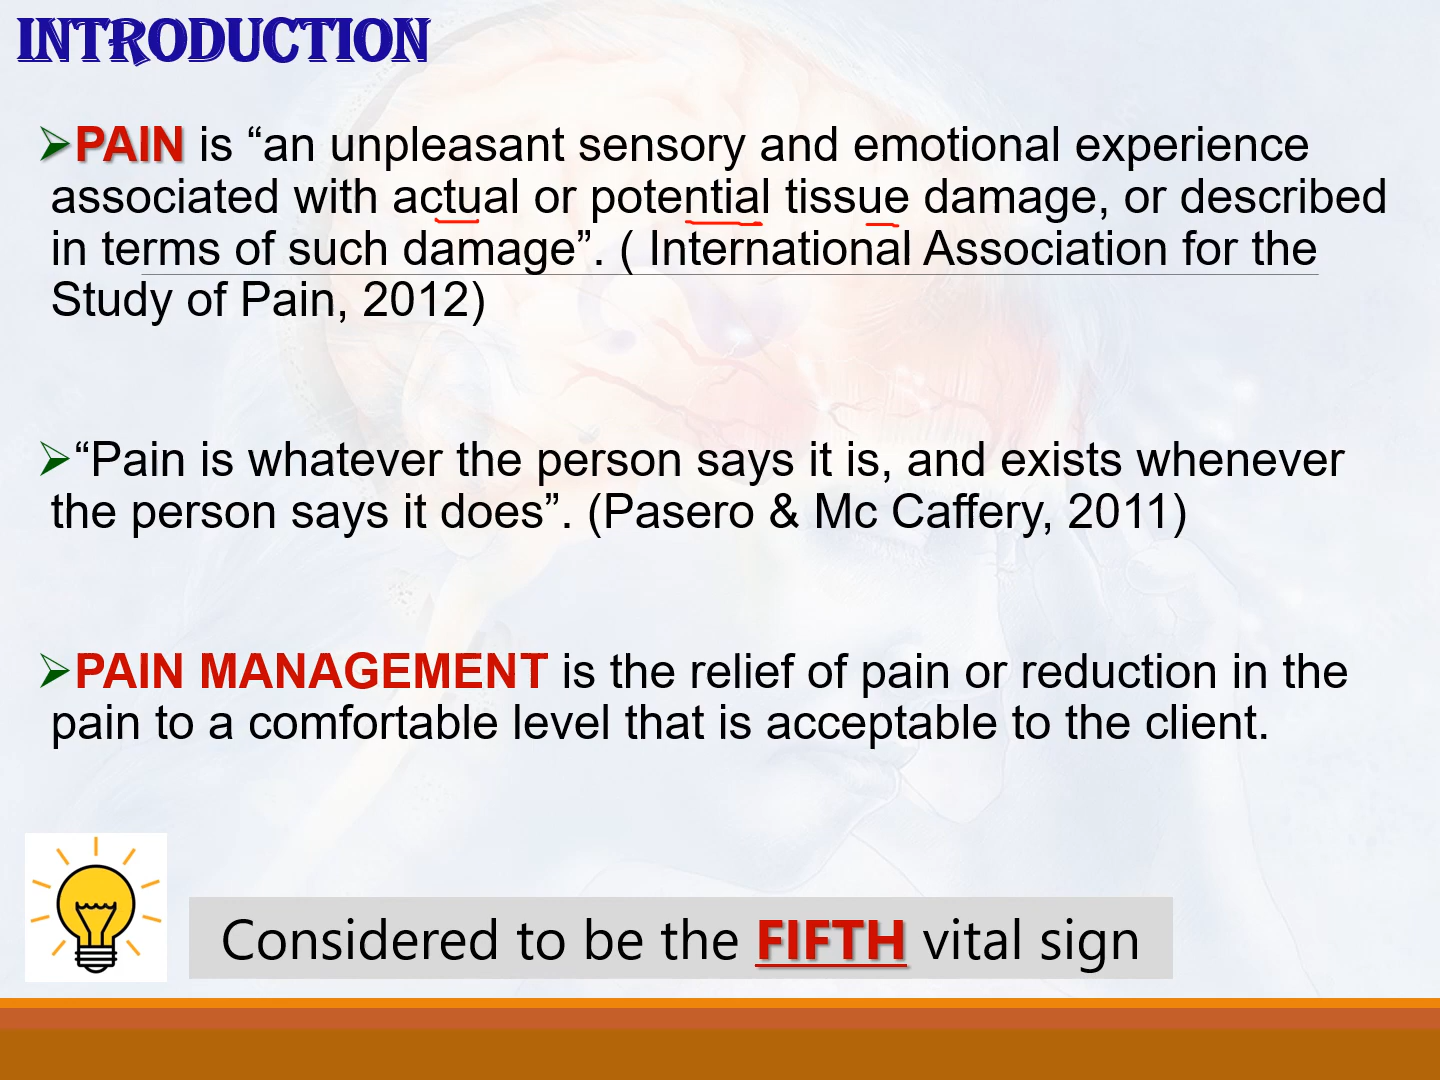 INTRODUCTION
➢PAIN is “an unpleasant sensory and emotional experience
associated with actual or potential tissue damage, or described
in terms of such damage”. ( International Association for the
Study of Pain, 2012)
➢“Pain is whatever the person says it is, and exists whenever
the person says it does”. (Pasero & Mc Caffery, 2011)
➢PAIN MANAGEMENT is the relief of pain or reduction in the
pain to a comfortable level that is acceptable to the client.
Considered to be the FIFTH vital sign